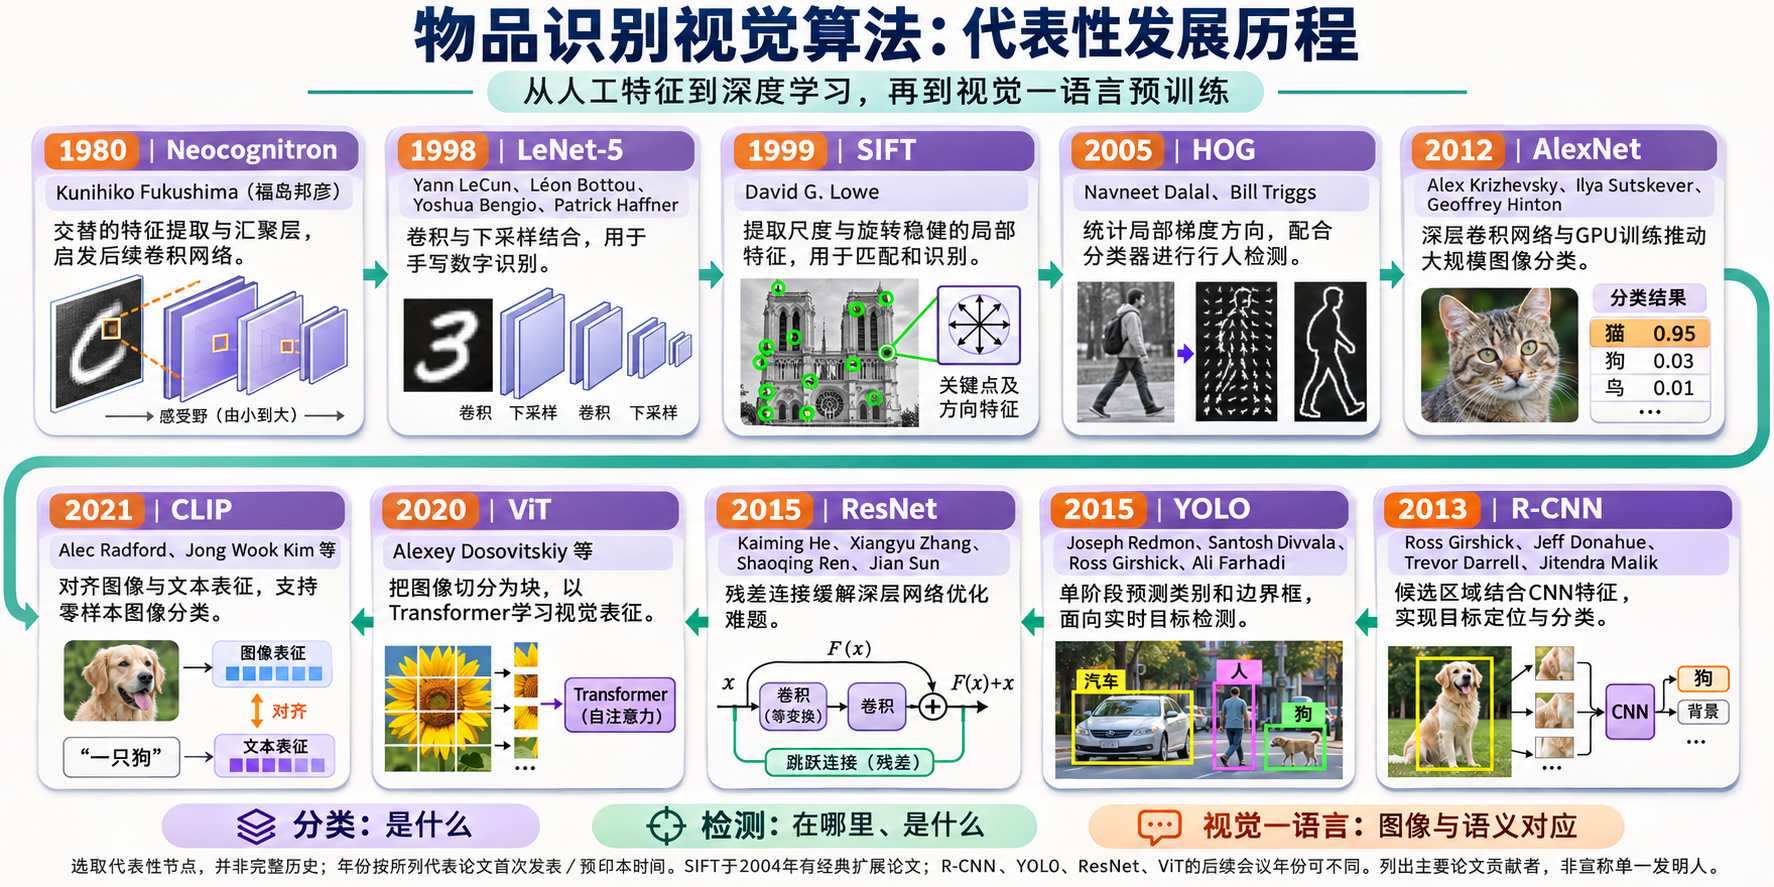 物品识别视觉算法：代表性发展历程
从人工特征到深度学习，再到视觉—语言预训练
1980 | Neocognitron
Kunihiko Fukushima（福岛邦彦）
交替的特征提取与汇聚层，
启发后续卷积网络。
感受野（由小到大）
1998 | LeNet-5
Yann LeCun、Léon Bottou、
Yoshua Bengio、Patrick Haffner
卷积与下采样结合，用于
手写数字识别。
3
卷积 下采样 卷积 下采样
1999 | SIFT
David G. Lowe
提取尺度与旋转稳健的局部
特征，用于匹配和识别。
关键点及
方向特征
2005 | HOG
Navneet Dalal、Bill Triggs
统计局部梯度方向，配合
分类器进行行人检测。
2012 | AlexNet
Alex Krizhevsky、Ilya Sutskever、
Geoffrey Hinton
深层卷积网络与GPU训练推动
大规模图像分类。
分类结果
猫 0.95
狗 0.03
鸟 0.01
...
2021 | CLIP
Alec Radford、Jong Wook Kim 等
对齐图像与文本表征，支持
零样本图像分类。
图像表征
对齐
“一只狗”
文本表征
2020 | ViT
Alexey Dosovitskiy 等
把图像切分为块，以
Transformer学习视觉表征。
Transformer
（自注意力）
...
2015 | ResNet
Kaiming He、Xiangyu Zhang、
Shaoqing Ren、Jian Sun
残差连接缓解深层网络优化
难题。
F(x)
x
卷积
（等变换）
卷积
+
F(x)+x
跳跃连接（残差）
2015 | YOLO
Joseph Redmon、Santosh Divvala、
Ross Girshick、Ali Farhadi
单阶段预测类别和边界框，
面向实时目标检测。
汽车
人
狗
2013 | R-CNN
Ross Girshick、Jeff Donahue、
Trevor Darrell、Jitendra Malik
候选区域结合CNN特征，
实现目标定位与分类。
CNN
狗
背景
...
...
分类：是什么
检测：在哪里、是什么
视觉—语言：图像与语义对应
选取代表性节点，并非完整历史；年份按所列代表论文首次发表 / 预印本时间。SIFT于2004年有经典扩展论文；R-CNN、YOLO、ResNet、ViT的后续会议年份可不同。列出主要论文贡献者，非宣称单一发明人。